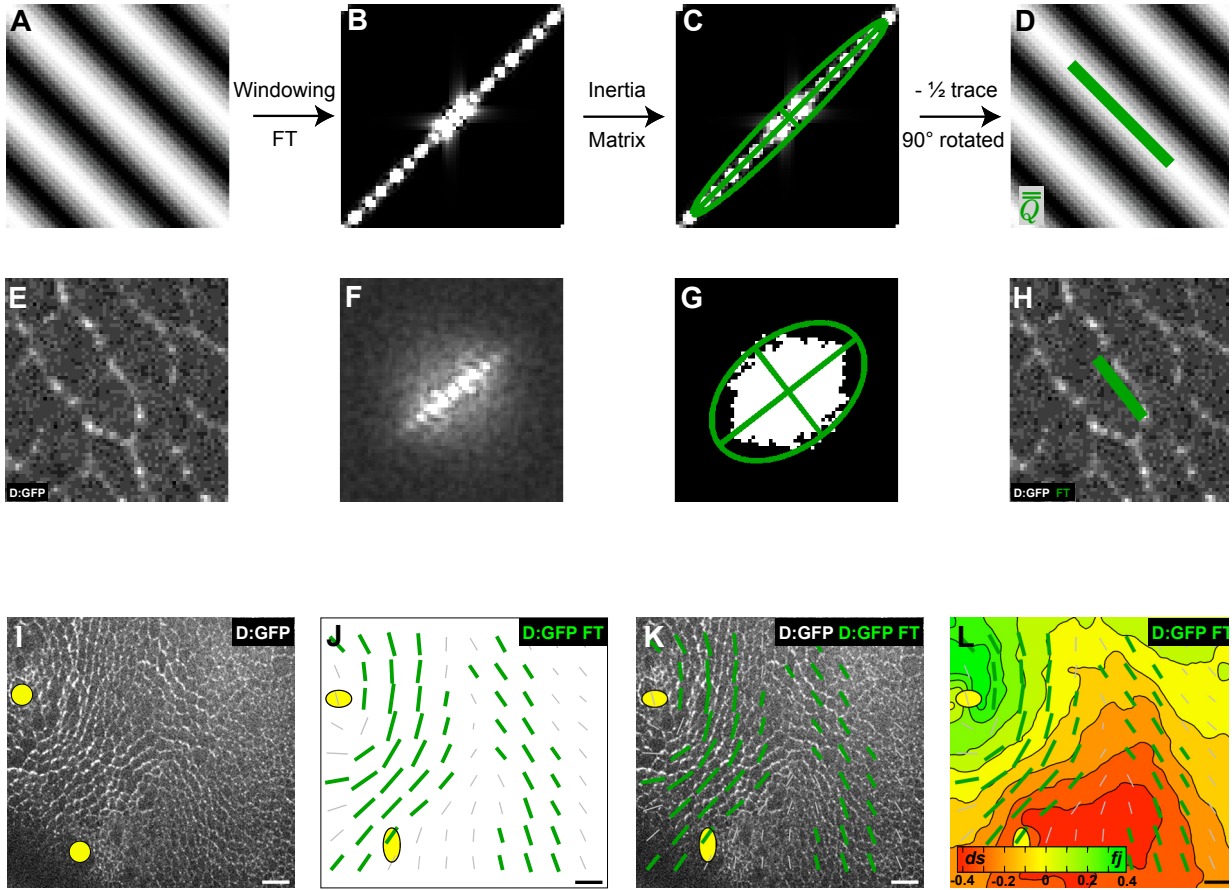 A
B
C
D
Windowing
FT
Inertia
Matrix
- ½ trace
90° rotated
Q
E
F
G
H
D:GFP
D:GFP FT
I
D:GFP
J
D:GFP FT
K
D:GFP D:GFP FT
L
D:GFP FT
ds
fj
-0.4 -0.2 0 0.2 0.4